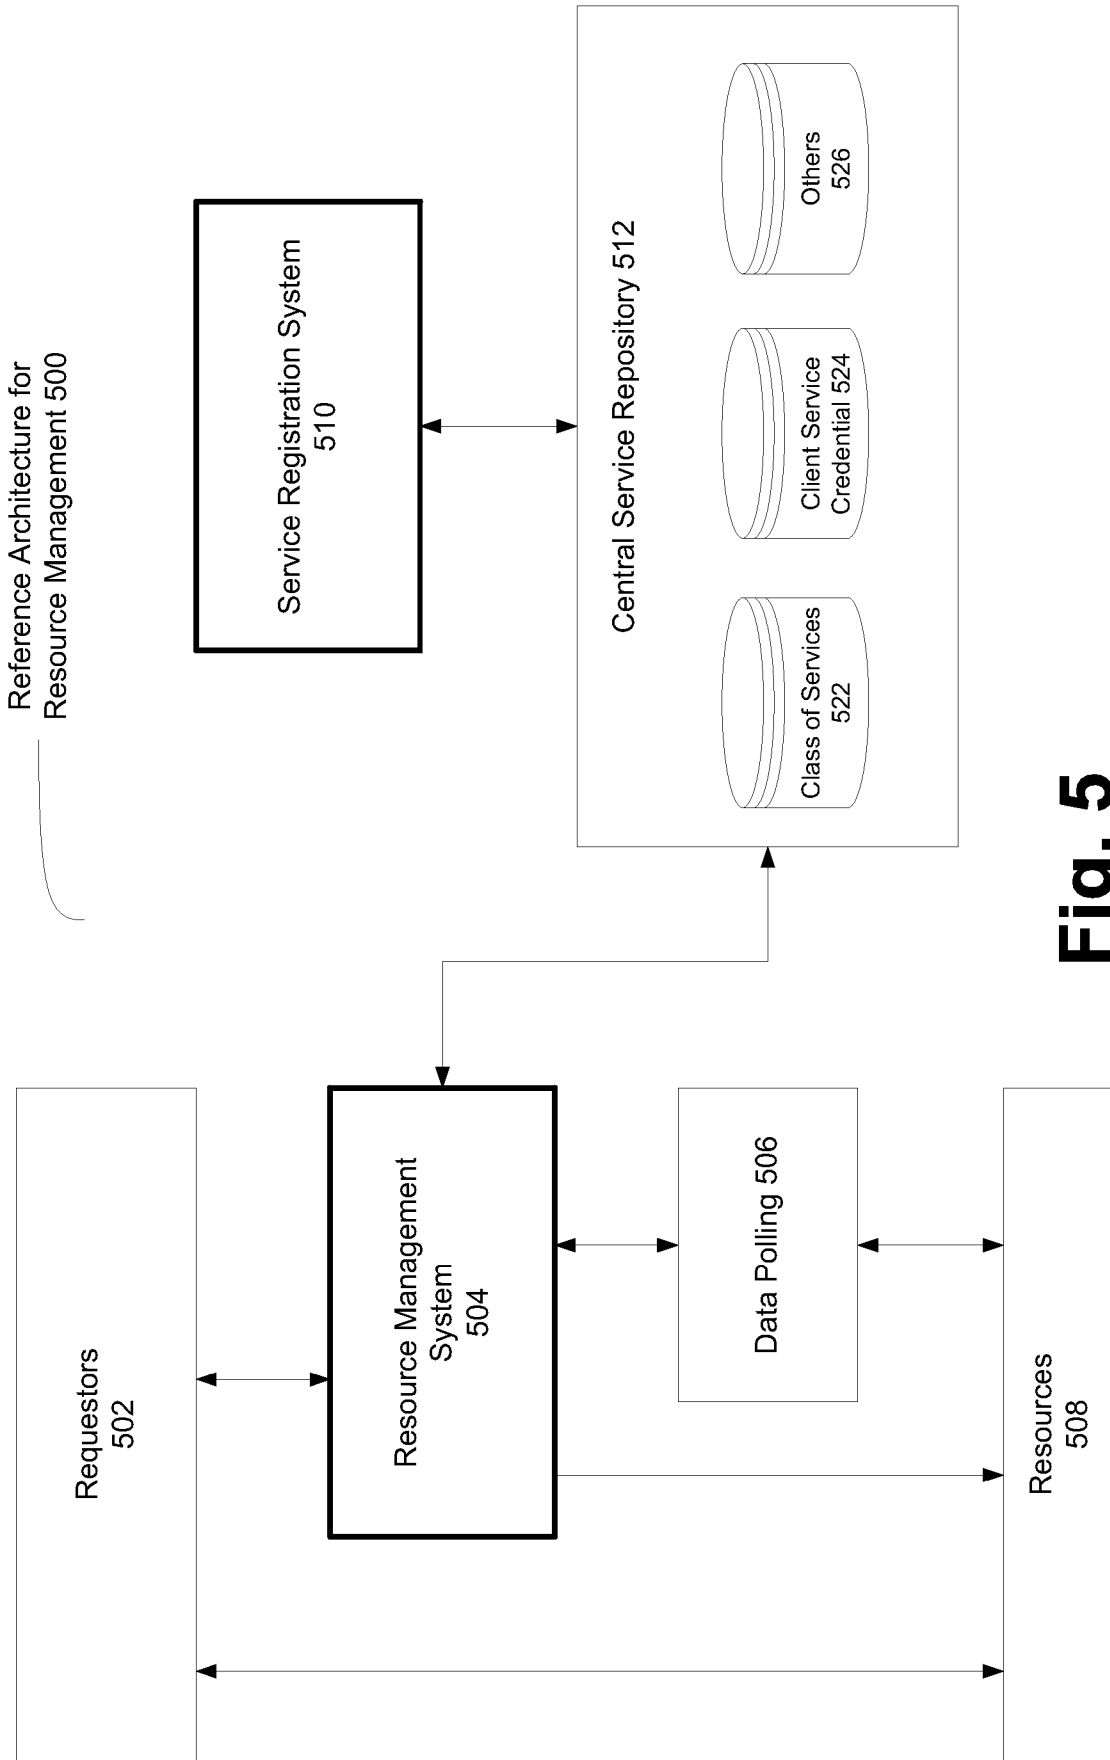 Reference Architecture for
Resource Management 500
Requestors
502
Resource Management
System
504
Data Polling 506
Resources
508
Service Registration System
510
Central Service Repository 512
Class of Services
522
Client Service
Credential 524
Others
526
Fig. 5